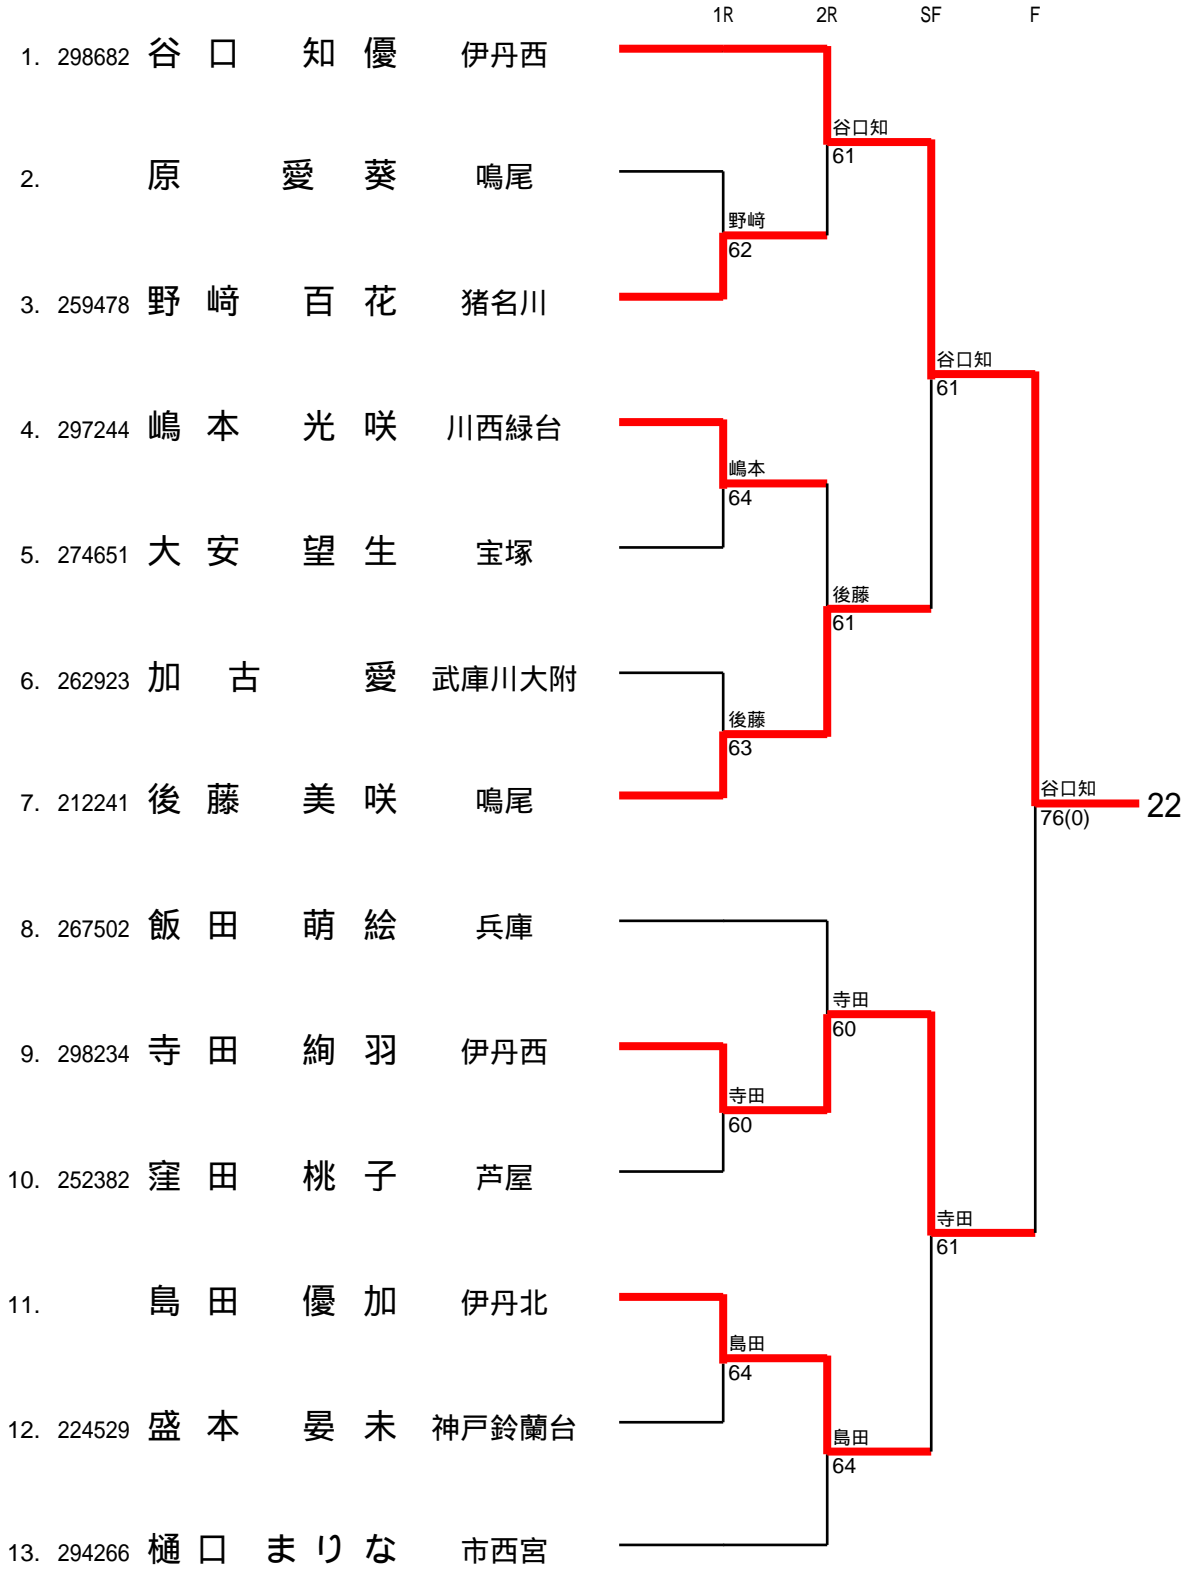 1R 2R SF F
1. 298682 谷口 知優 伊丹西
谷口知
61
2. 原 愛葵 鳴尾
野﨑
62
3. 259478 野﨑 百花 猪名川
谷口知
61
4. 297244 嶋本 光咲 川西緑台
嶋本
64
5. 274651 大安 望生 宝塚
後藤
61
6. 262923 加古 愛 武庫川大附
後藤
63
7. 212241 後藤 美咲 鳴尾
谷口知
76(0)
22
8. 267502 飯田 萌絵 兵庫
寺田
60
9. 298234 寺田 絢羽 伊丹西
寺田
60
10. 252382 窪田 桃子 芦屋
寺田
61
11. 島田 優加 伊丹北
島田
64
12. 224529 盛本 晏未 神戸鈴蘭台
島田
64
13. 294266 樋口 まりな 市西宮